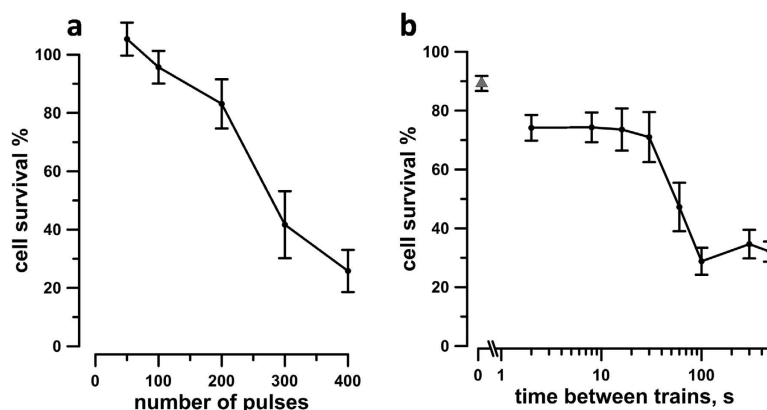 a
b
100
80
60
40
20
0
cell survival %
0 100 200 300 400
number of pulses
100
80
60
40
20
0
cell survival %
0 1 10 100
time between trains, s